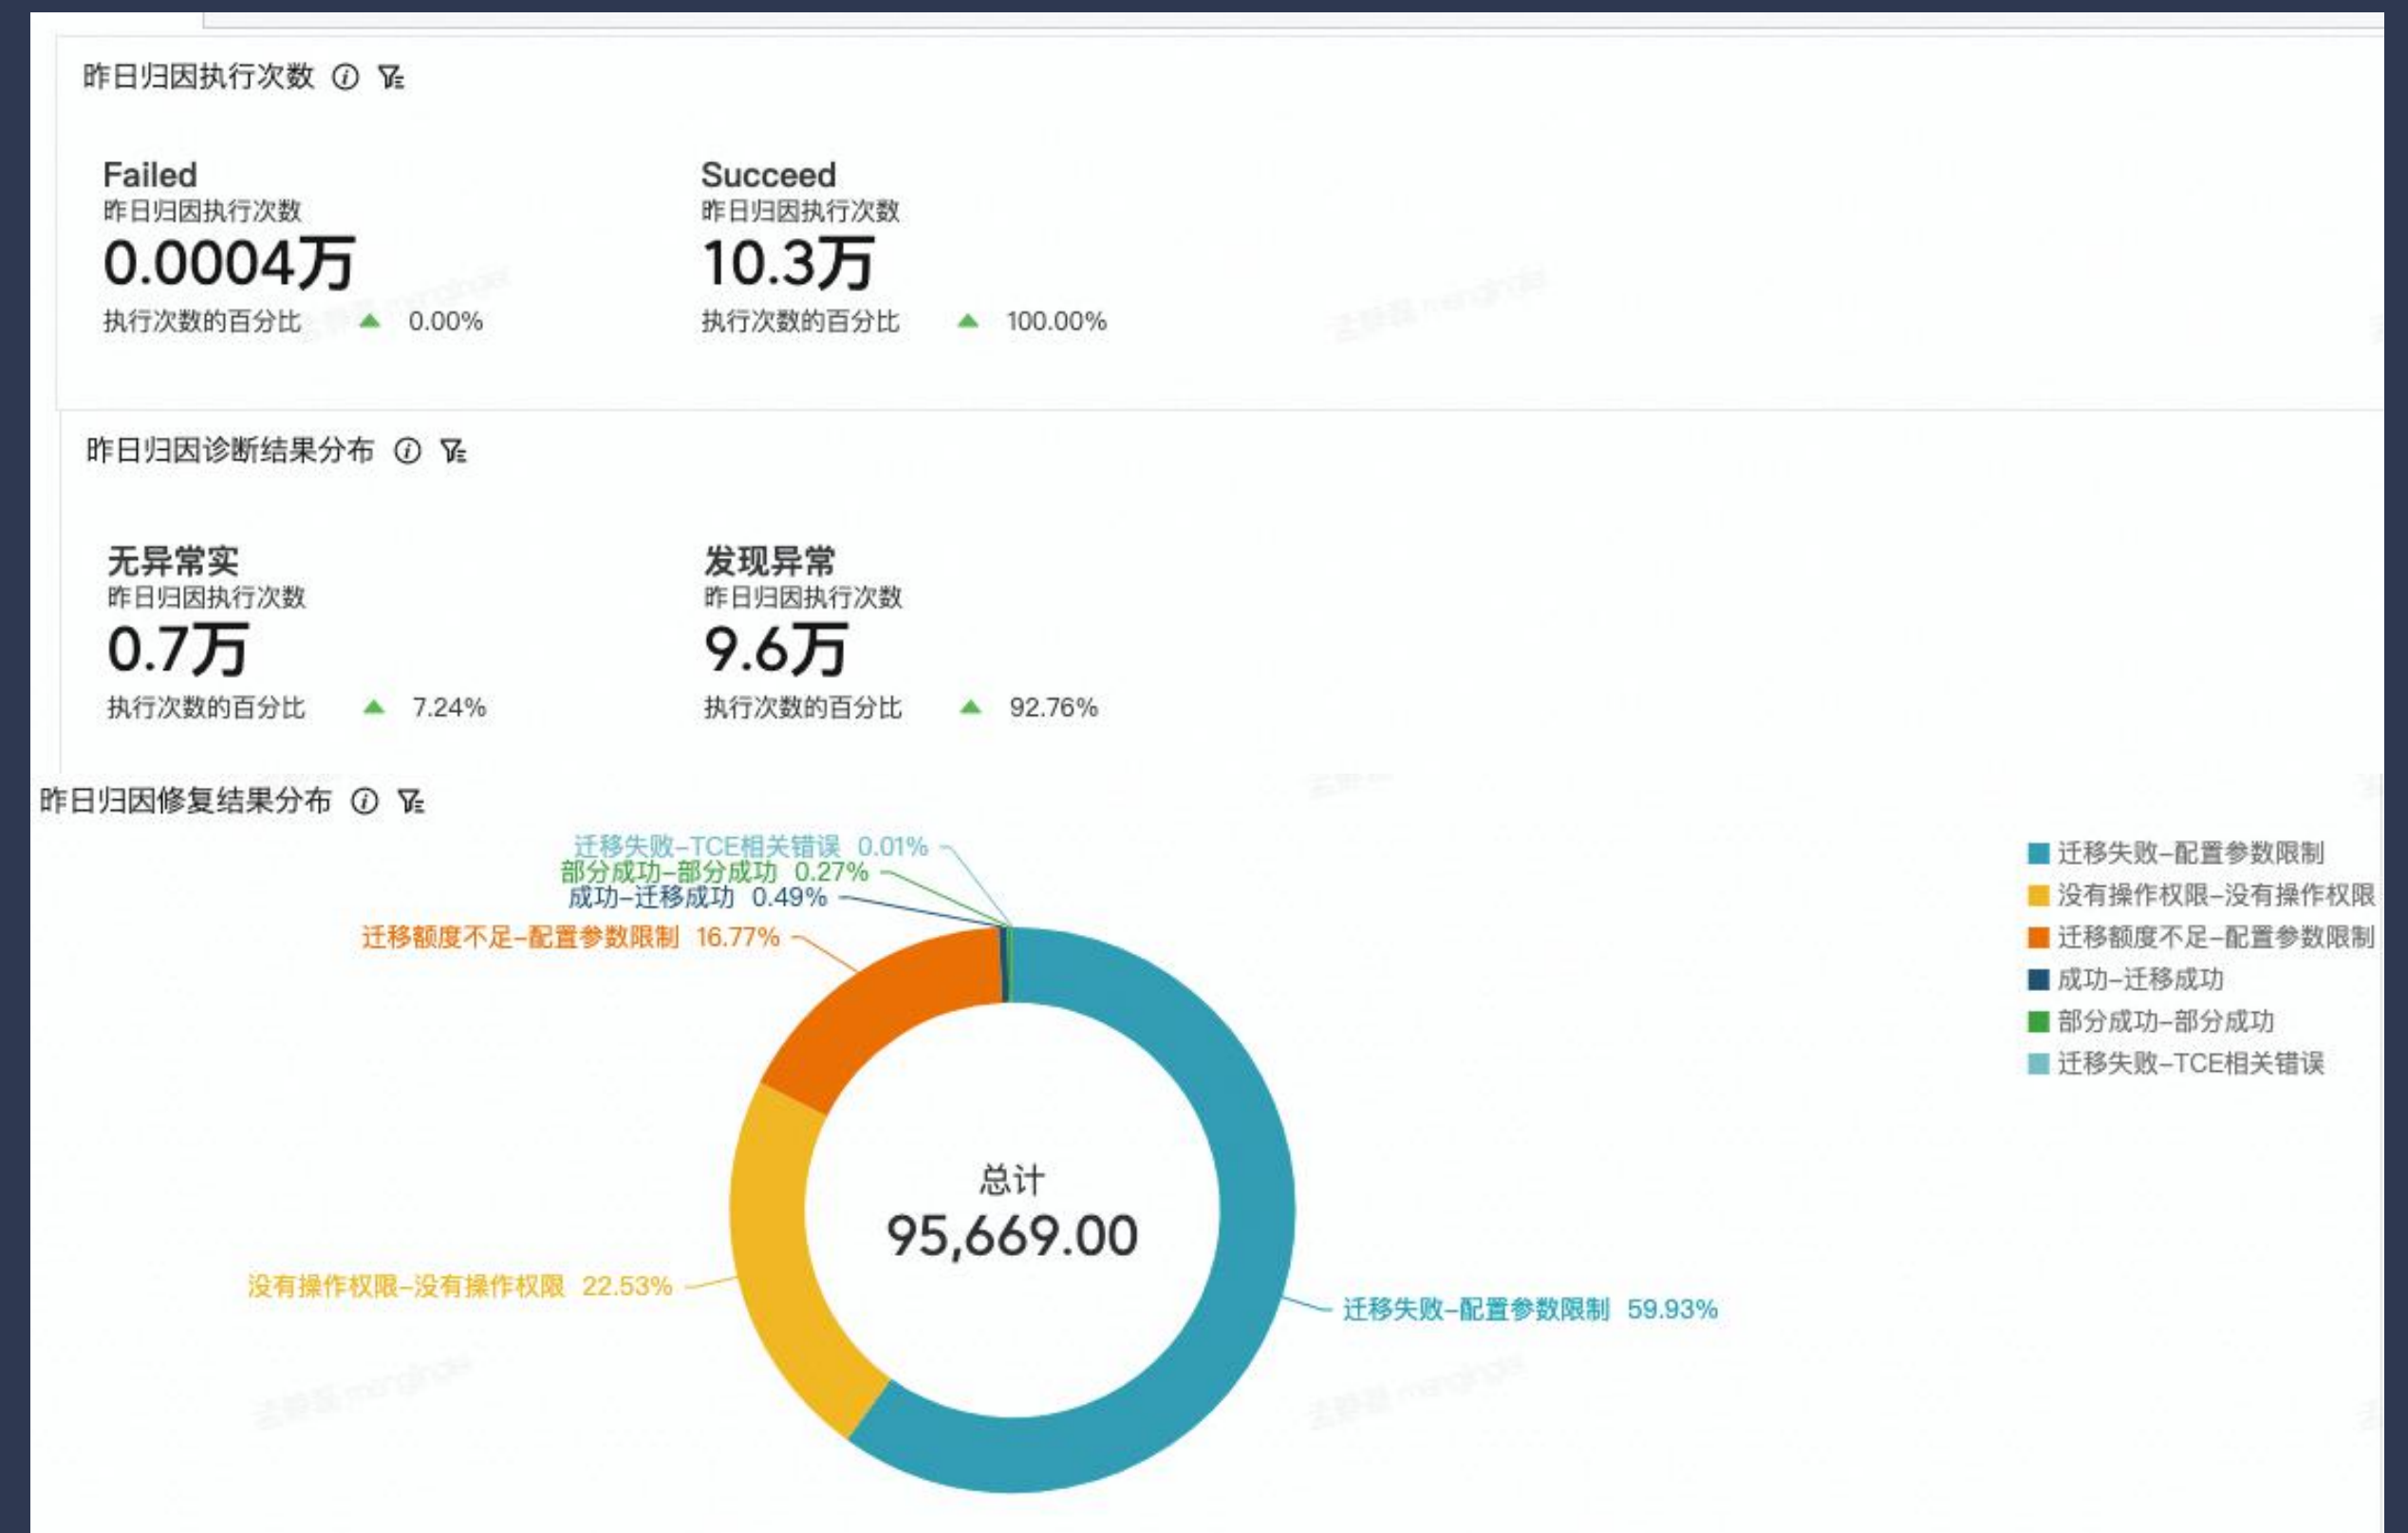 昨日归因执行次数
Failed
昨日归因执行次数
0.0004万
执行次数的百分比 0.00%
Succeed
昨日归因执行次数
10.3万
执行次数的百分比 100.00%
昨日归因诊断结果分布
无异常实
昨日归因执行次数
0.7万
执行次数的百分比 7.24%
发现异常
昨日归因执行次数
9.6万
执行次数的百分比 92.76%
昨日归因修复结果分布
迁移失败-TCE相关错误 0.01%
部分成功-部分成功 0.27%
成功-迁移成功 0.49%
迁移额度不足-配置参数限制 16.77%
没有操作权限-没有操作权限 22.53%
迁移失败-配置参数限制 59.93%
总计
95,669.00
迁移失败-配置参数限制
没有操作权限-没有操作权限
迁移额度不足-配置参数限制
成功-迁移成功
部分成功-部分成功
迁移失败-TCE相关错误